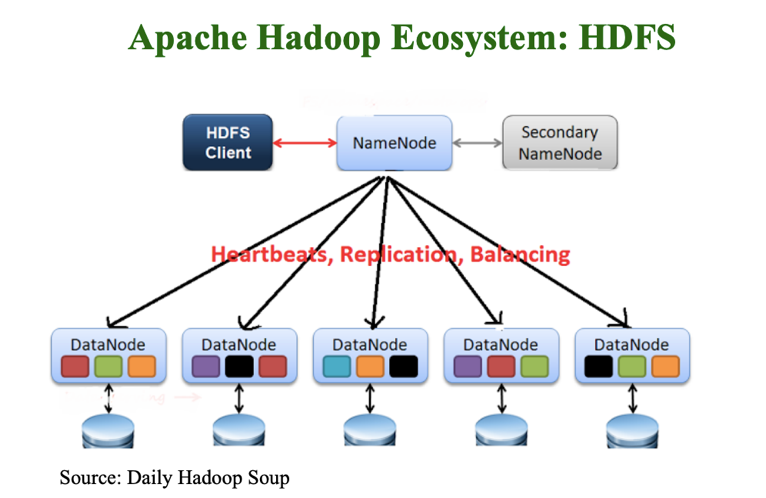 Apache Hadoop Ecosystem: HDFS
HDFS
Client
NameNode
Secondary
NameNode
Heartbeats, Replication, Balancing
DataNode
DataNode
DataNode
DataNode
DataNode
Source: Daily Hadoop Soup